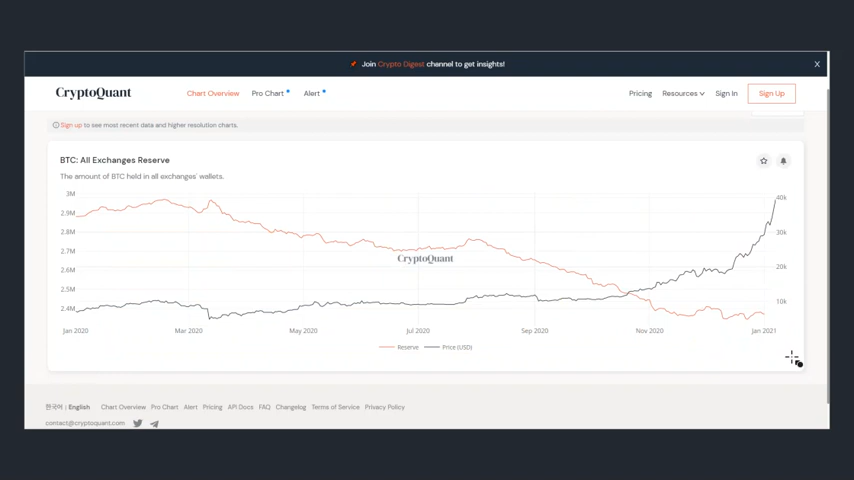 Join Crypto Digest channel to get insights!
X
CryptoQuant
Chart Overview Pro Chart Alert Pricing Resources Sign In Sign Up
Sign up to see most recent data and higher resolution charts.
BTC: All Exchanges Reserve
The amount of BTC held in all exchanges' wallets.
3M
2.9M
2.8M
2.7M
2.6M
2.5M
2.4M
40k
30k
20k
10k
CryptoQuant
Jan 2020 Mar 2020 May 2020 Jul 2020 Sep 2020 Nov 2020 Jan 2021
Reserve Price (USD)
한국어 | English Chart Overview Pro Chart Alert Pricing API Docs FAQ Changelog Terms of Service Privacy Policy
contact@cryptoquant.com